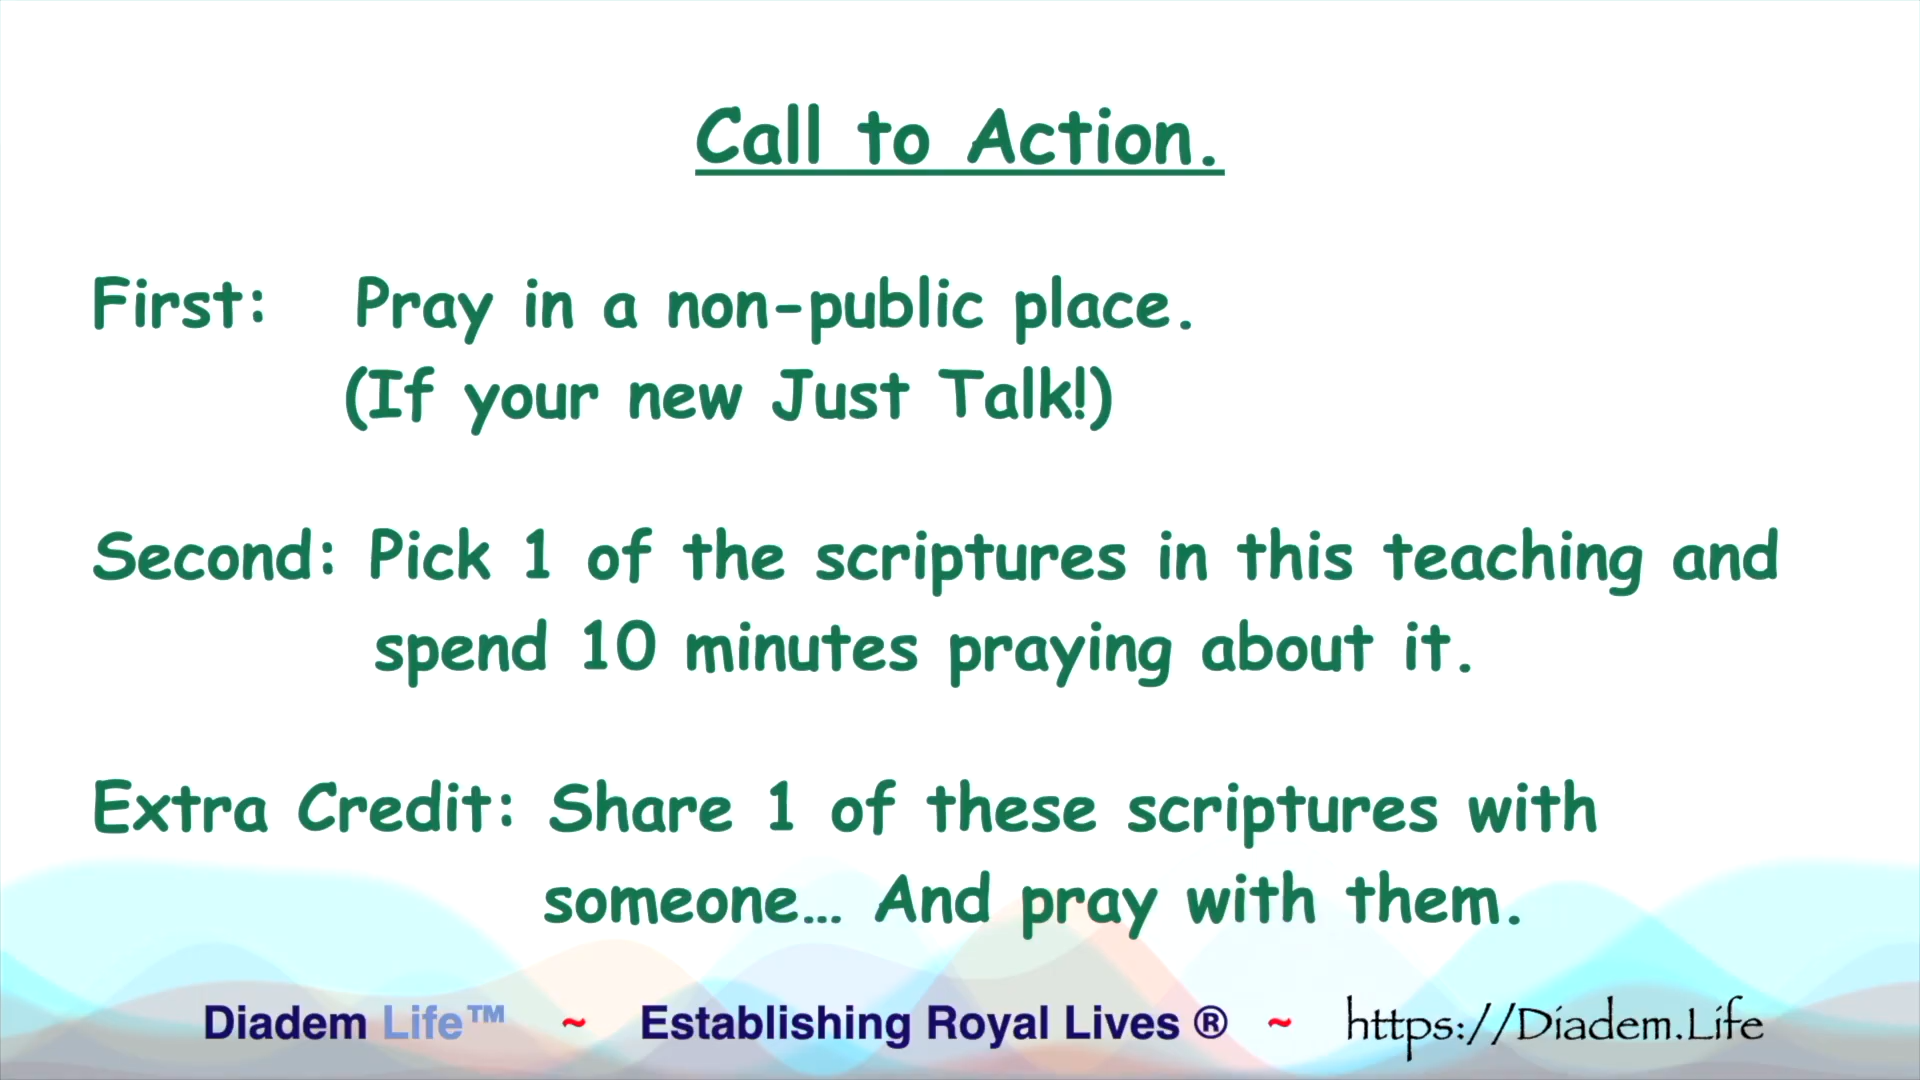 Call to Action.
First: Pray in a non-public place.
(If your new Just Talk!)
Second: Pick 1 of the scriptures in this teaching and
spend 10 minutes praying about it.
Extra Credit: Share 1 of these scriptures with
someone... And pray with them.
Diadem Life™ ~ Establishing Royal Lives ® ~ https://Diadem.Life